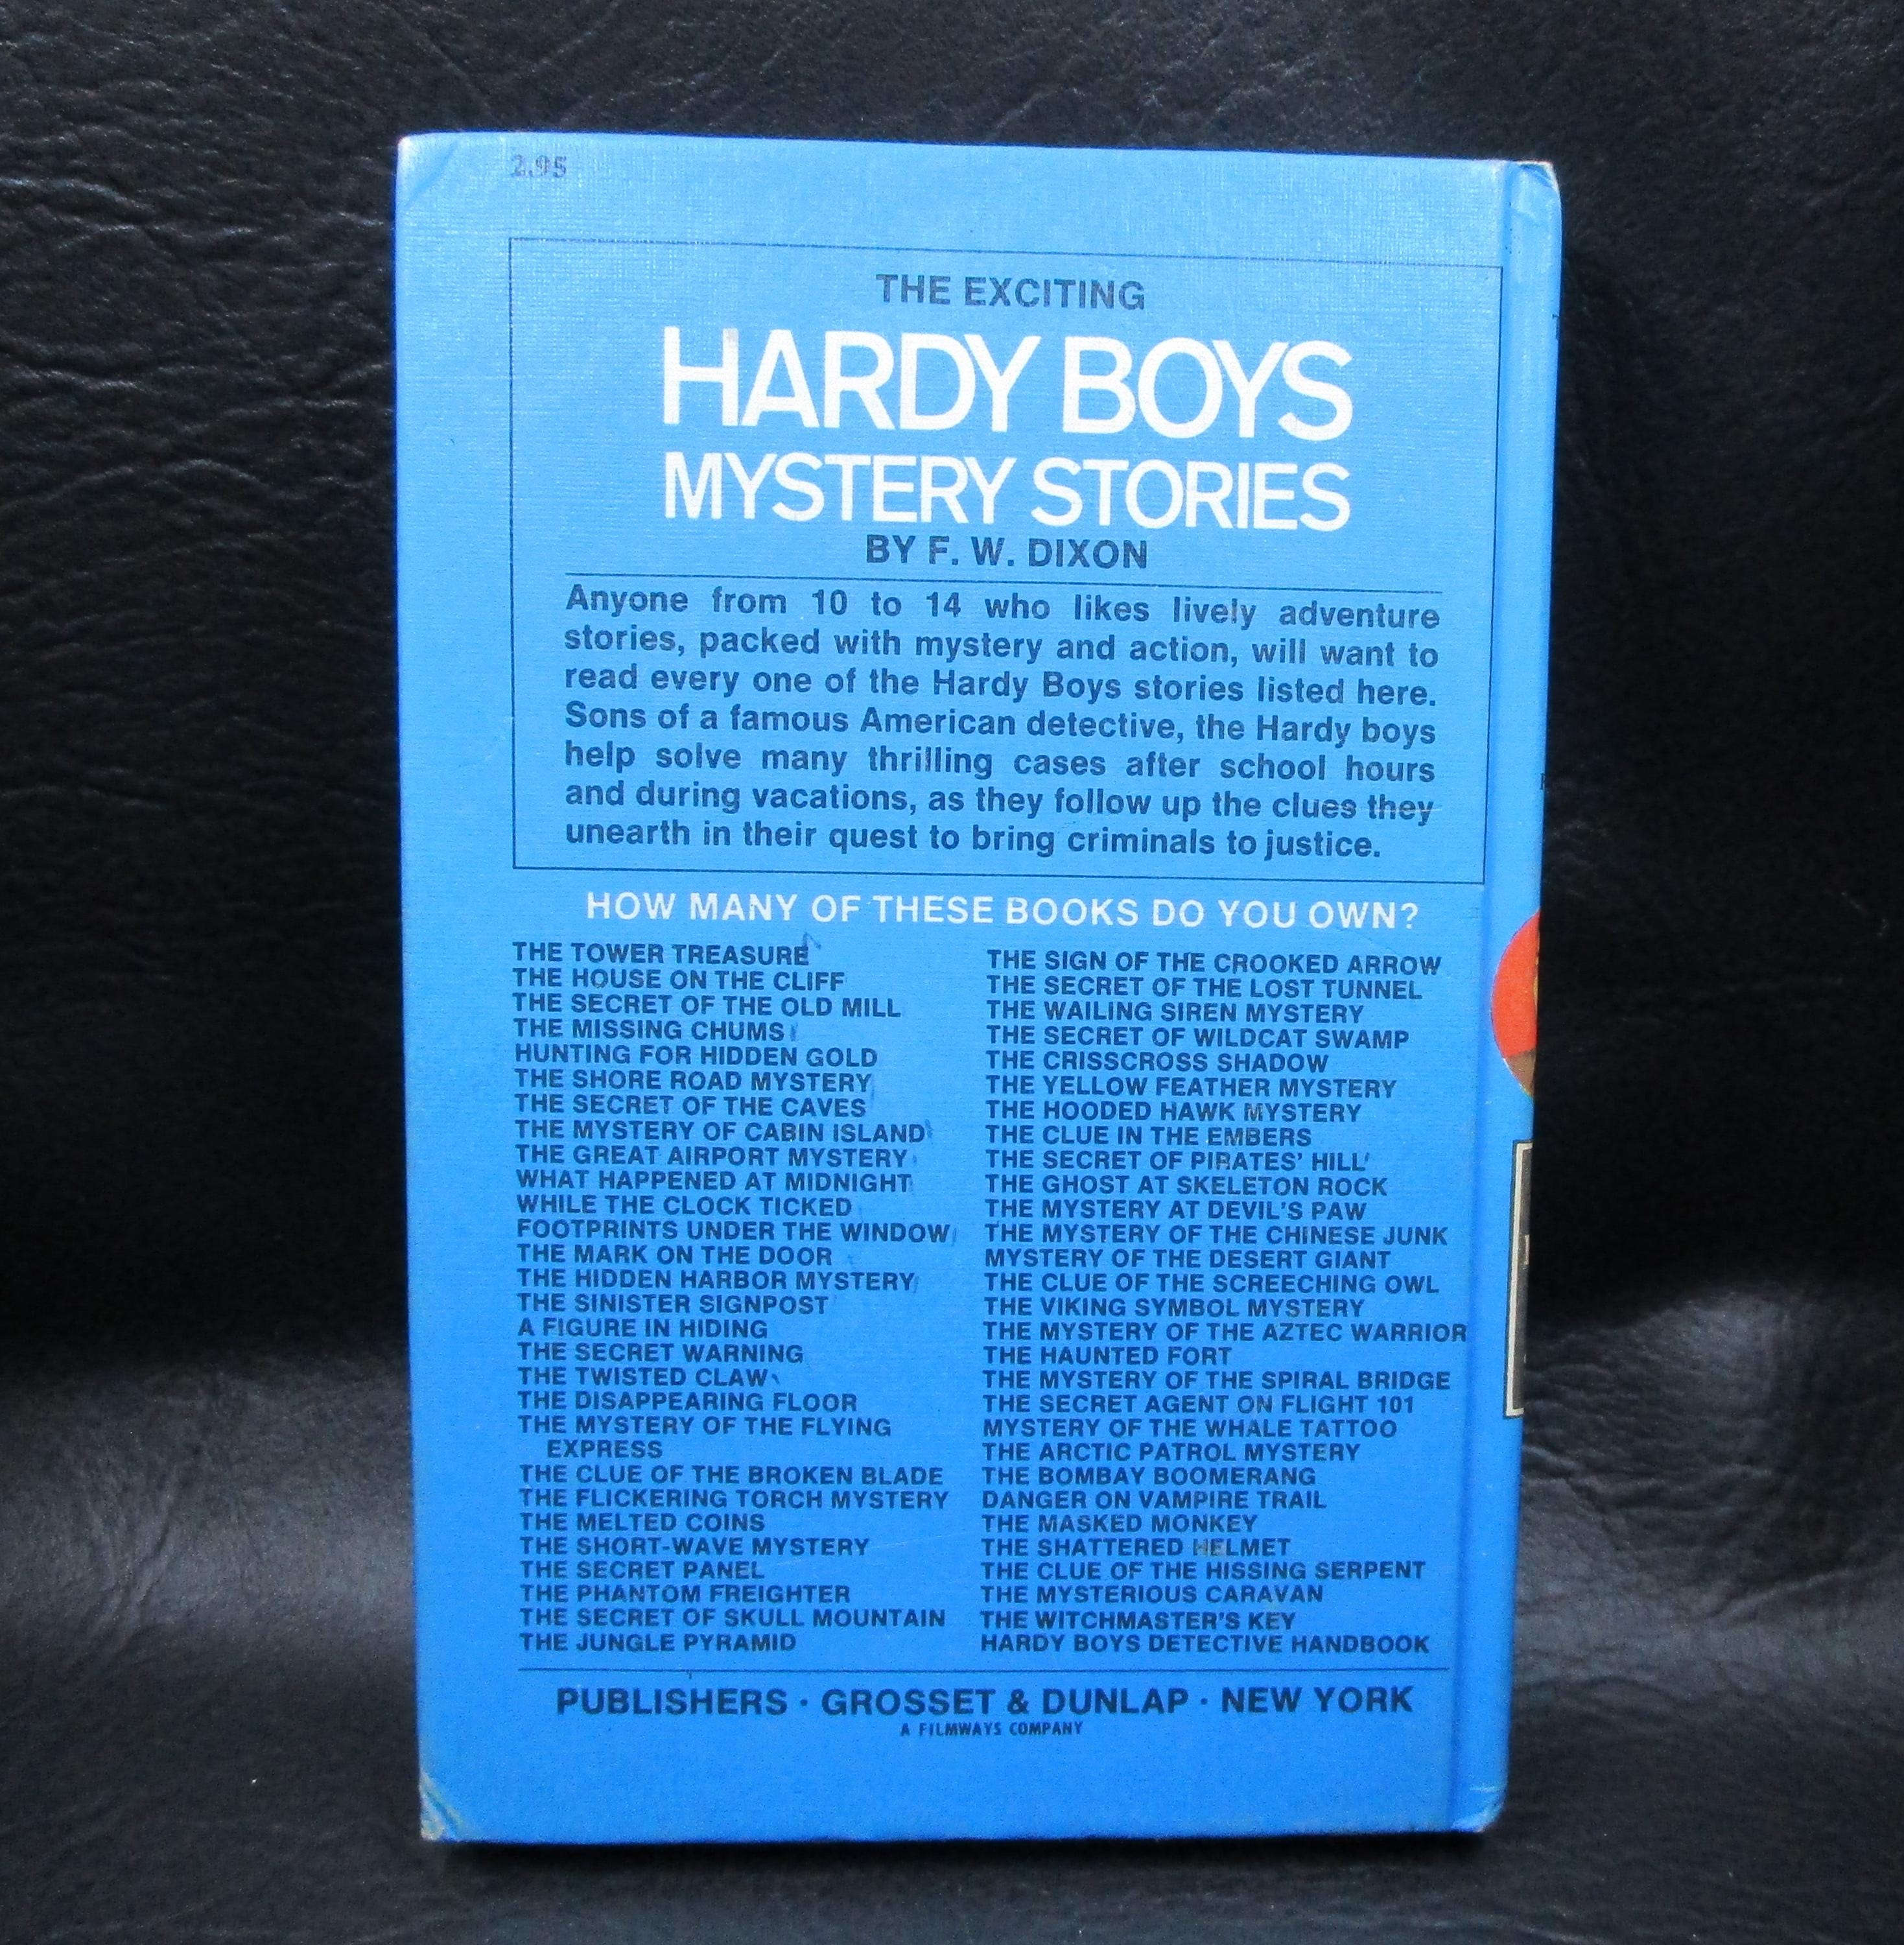 2.95
THE EXCITING
HARDY BOYS
MYSTERY STORIES
BY F. W. DIXON
Anyone from 10 to 14 who likes lively adventure
stories, packed with mystery and action, will want to
read every one of the Hardy Boys stories listed here.
Sons of a famous American detective, the Hardy boys
help solve many thrilling cases after school hours
and during vacations, as they follow up the clues they
unearth in their quest to bring criminals to justice.
HOW MANY OF THESE BOOKS DO YOU OWN?
THE TOWER TREASURE
THE HOUSE ON THE CLIFF
THE SECRET OF THE OLD MILL
THE MISSING CHUMS
HUNTING FOR HIDDEN GOLD
THE SHORE ROAD MYSTERY
THE SECRET OF THE CAVES
THE MYSTERY OF CABIN ISLAND
THE GREAT AIRPORT MYSTERY
WHAT HAPPENED AT MIDNIGHT
WHILE THE CLOCK TICKED
FOOTPRINTS UNDER THE WINDOW
THE MARK ON THE DOOR
THE HIDDEN HARBOR MYSTERY
THE SINISTER SIGNPOST
A FIGURE IN HIDING
THE SECRET WARNING
THE TWISTED CLAW
THE DISAPPEARING FLOOR
THE MYSTERY OF THE FLYING
EXPRESS
THE CLUE OF THE BROKEN BLADE
THE FLICKERING TORCH MYSTERY
THE MELTED COINS
THE SHORT-WAVE MYSTERY
THE SECRET PANEL
THE PHANTOM FREIGHTER
THE SECRET OF SKULL MOUNTAIN
THE JUNGLE PYRAMID
THE SIGN OF THE CROOKED ARROW
THE SECRET OF THE LOST TUNNEL
THE WAILING SIREN MYSTERY
THE SECRET OF WILDCAT SWAMP
THE CRISSCROSS SHADOW
THE YELLOW FEATHER MYSTERY
THE HOODED HAWK MYSTERY
THE CLUE IN THE EMBERS
THE SECRET OF PIRATES' HILL
THE GHOST AT SKELETON ROCK
THE MYSTERY AT DEVIL'S PAW
THE MYSTERY OF THE CHINESE JUNK
MYSTERY OF THE DESERT GIANT
THE CLUE OF THE SCREECHING OWL
THE VIKING SYMBOL MYSTERY
THE MYSTERY OF THE AZTEC WARRIOR
THE HAUNTED FORT
THE MYSTERY OF THE SPIRAL BRIDGE
THE SECRET AGENT ON FLIGHT 101
MYSTERY OF THE WHALE TATTOO
THE ARCTIC PATROL MYSTERY
THE BOMBAY BOOMERANG
DANGER ON VAMPIRE TRAIL
THE MASKED MONKEY
THE SHATTERED HELMET
THE CLUE OF THE HISSING SERPENT
THE MYSTERIOUS CARAVAN
THE WITCHMASTER'S KEY
HARDY BOYS DETECTIVE HANDBOOK
PUBLISHERS · GROSSET & DUNLAP · NEW YORK
A FILMWAYS COMPANY